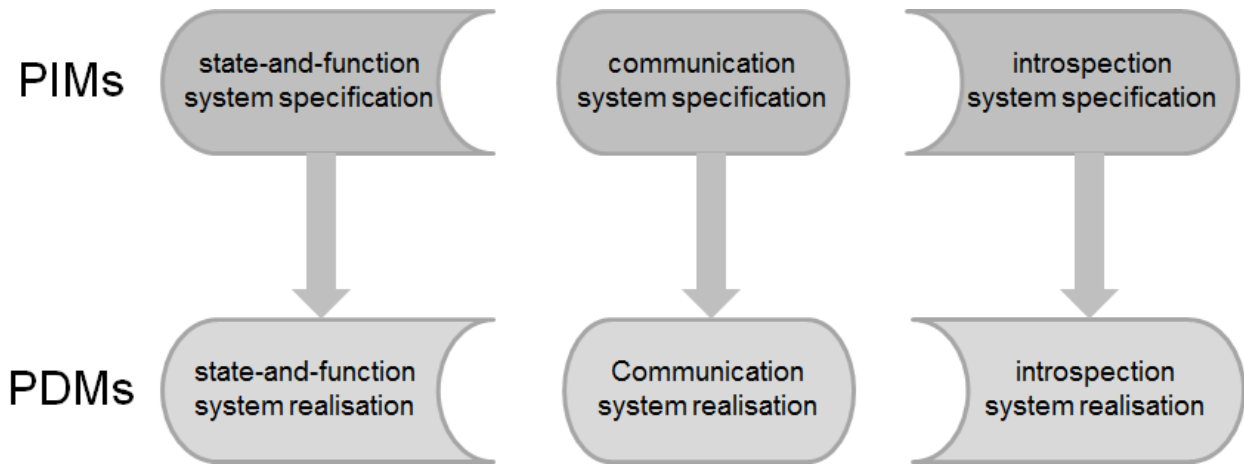 PIMs
state-and-function
system specification
communication
system specification
introspection
system specification
PDMs
state-and-function
system realisation
Communication
system realisation
introspection
system realisation